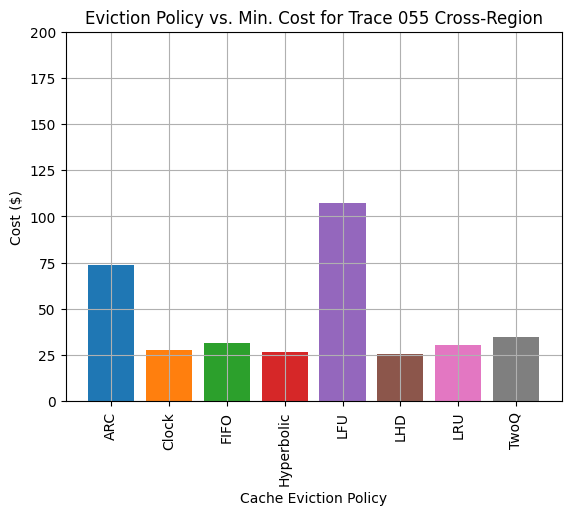 Eviction Policy vs. Min. Cost for Trace 055 Cross-Region
200
175
150
125
100
75
50
25
0
Cost ($)
ARC
Clock
FIFO
Hyperbolic
LFU
LHD
LRU
TwoQ
Cache Eviction Policy